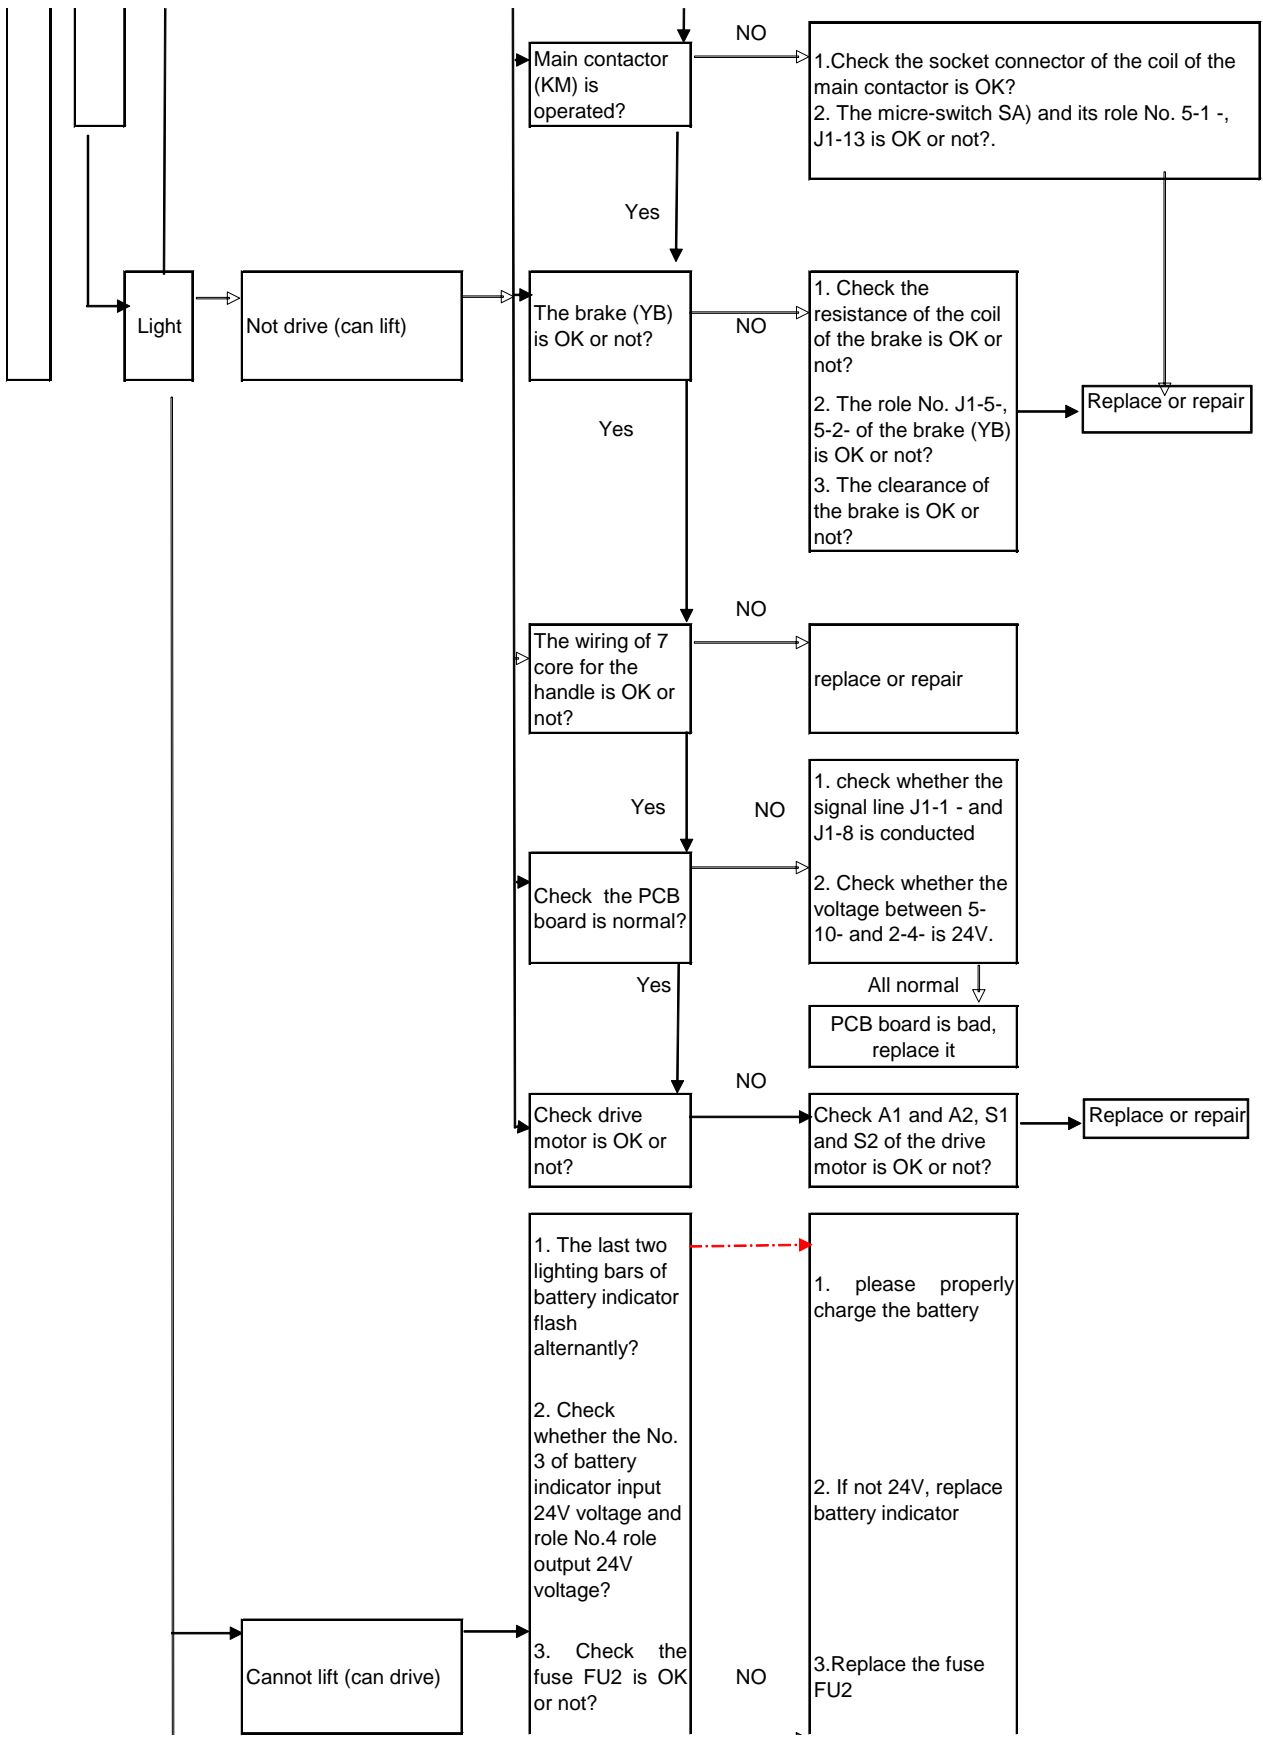 NO
Main contactor
(KM) is
operated?
1.Check the socket connector of the coil of the
main contactor is OK?
2. The micre-switch SA) and its role No. 5-1 -,
J1-13 is OK or not?.
Yes
Light
Not drive (can lift)
The brake (YB)
is OK or not?
NO
1. Check the
resistance of the coil
of the brake is OK or
not?
2. The role No. J1-5-,
5-2- of the brake (YB)
is OK or not?
3. The clearance of
the brake is OK or
not?
Replace or repair
Yes
NO
The wiring of 7
core for the
handle is OK or
not?
replace or repair
Yes
NO
1. check whether the
signal line J1-1 - and
J1-8 is conducted
2. Check whether the
voltage between 5-
10- and 2-4- is 24V.
Check  the PCB
board is normal?
Yes
All normal
PCB board is bad,
replace it
NO
Check drive
motor is OK or
not?
Check A1 and A2, S1
and S2 of the drive
motor is OK or not?
Replace or repair
1. The last two
lighting bars of
battery indicator
flash
alternantly?
2. Check
whether the No.
3 of battery
indicator input
24V voltage and
role No.4 role
output 24V
voltage?
3. Check the
fuse FU2 is OK
or not?
1. please properly
charge the battery
2. If not 24V, replace
battery indicator
3.Replace the fuse
FU2
Cannot lift (can drive)
NO